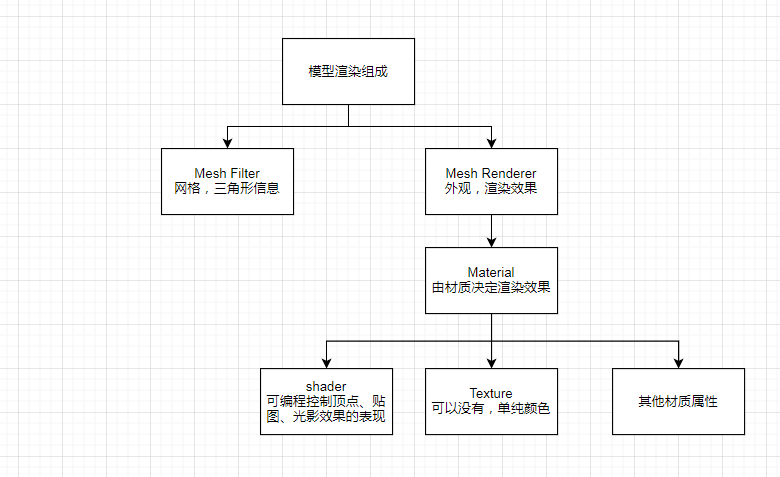 模型渲染组成
Mesh Filter
网格，三角形信息
Mesh Renderer
外观，渲染效果
Material
由材质决定渲染效果
shader
可编程控制顶点、贴
图、光影效果的表现
Texture
可以没有，单纯颜色
其他材质属性